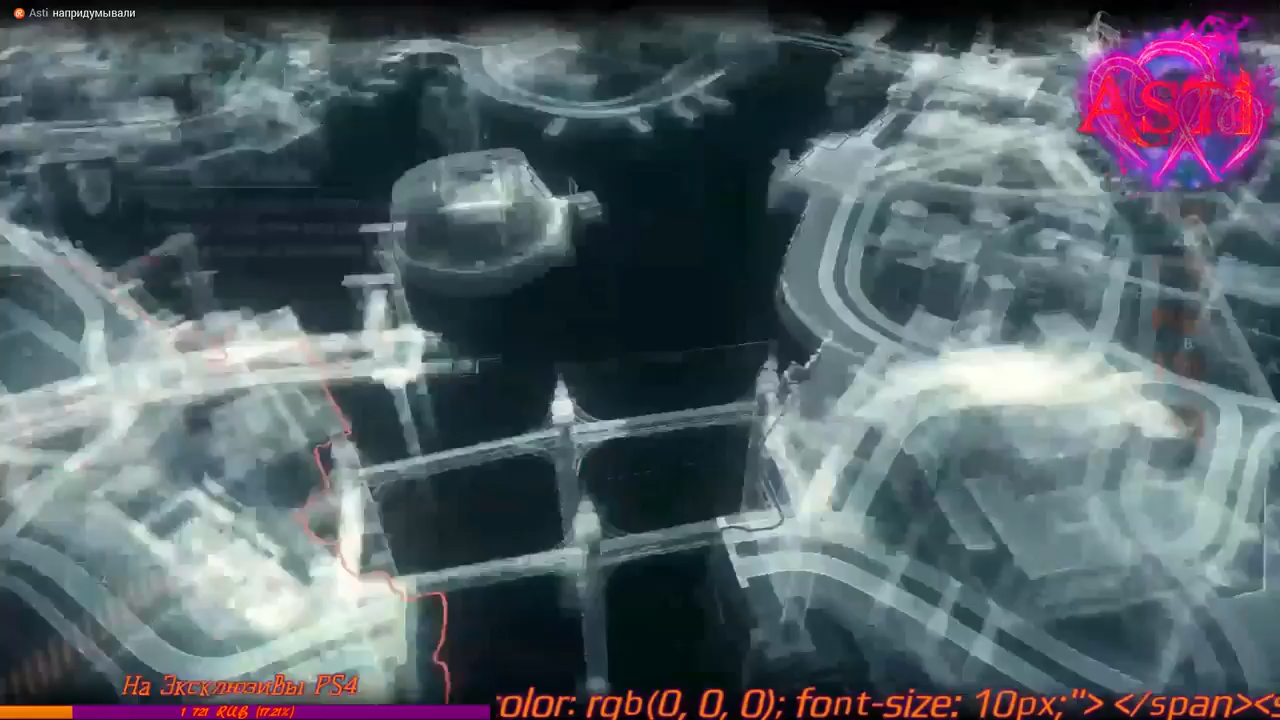 Asti напридумывали
ASTI
На ЭксклюзиВы PS4
1 721 RUB (17.21%)
olor: rgb(0, 0, 0); font-size: 10px;"> </span><s
В